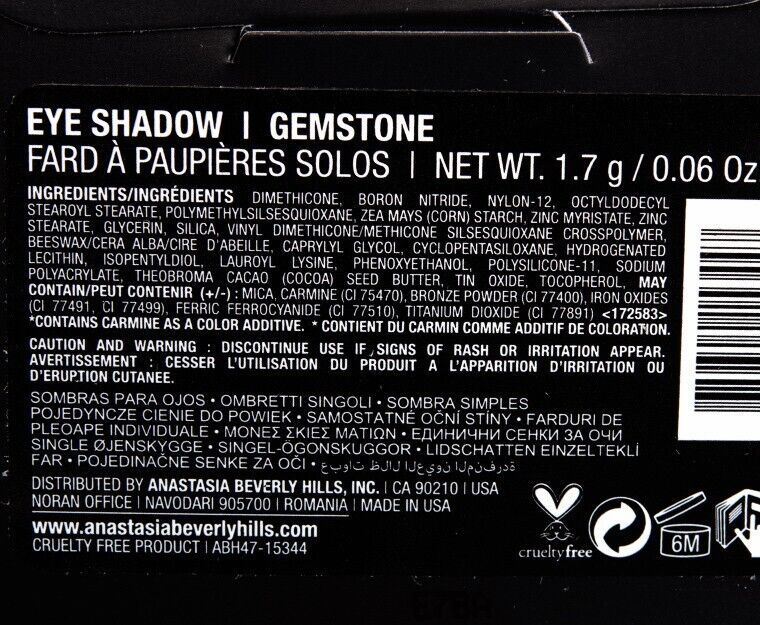 EYE SHADOW | GEMSTONE
FARD À PAUPIÈRES SOLOS | NET WT. 1.7 g / 0.06 Oz
INGREDIENTS/INGRÉDIENTS DIMETHICONE, BORON NITRIDE, NYLON-12, OCTYLDODECYL
STEAROYL STEARATE, POLYMETHYLSILSESQUIOXANE, ZEA MAYS (CORN) STARCH, ZINC MYRISTATE, ZINC
STEARATE, GLYCERIN, SILICA, VINYL DIMETHICONE/METHICONE SILSESQUIOXANE CROSSPOLYMER,
BEESWAX/CERA ALBA/CIRE D'ABEILLE, CAPRYLYL GLYCOL, CYCLOPENTASILOXANE, HYDROGENATED
LECITHIN, ISOPENTYLDIOL, LAUROYL LYSINE, PHENOXYETHANOL, POLYSILICONE-11, SODIUM
POLYACRYLATE, THEOBROMA CACAO (COCOA) SEED BUTTER, TIN OXIDE, TOCOPHEROL, MAY
CONTAIN/PEUT CONTENIR (+/-) : MICA, CARMINE (CI 75470), BRONZE POWDER (CI 77400), IRON OXIDES
(CI 77491, CI 77499), FERRIC FERROCYANIDE (CI 77510), TITANIUM DIOXIDE (CI 77891) <172583>
*CONTAINS CARMINE AS A COLOR ADDITIVE. * CONTIENT DU CARMIN COMME ADDITIF DE COLORATION.
CAUTION AND WARNING : DISCONTINUE USE IF SIGNS OF RASH OR IRRITATION APPEAR.
AVERTISSEMENT : CESSER L'UTILISATION DU PRODUIT A L'APPARITION D'IRRITATION OU
D'ERUPTION CUTANEE.
SOMBRAS PARA OJOS • OMBRETTI SINGOLI • SOMBRA SIMPLES
POJEDYNCZE CIENIE DO POWIEK • SAMOSTATNÉ OČNÍ STÍNY • FARDURI DE
PLEOAPE INDIVIDUALE • ΜΟΝΕΣ ΣΚΙΕΣ ΜΑΤΙΩΝ • ЕДИНИЧНИ СЕНКИ ЗА ОЧИ
SINGLE ØJENSKYGGE • SINGEL-ÖGONSKUGGOR • LIDSCHATTEN EINZELTEKLİ
FAR • POJEDINAČNE SENKE ZA OČI •
DISTRIBUTED BY ANASTASIA BEVERLY HILLS, INC. | CA 90210 | USA
NORAN OFFICE | NAVODARI 905700 | ROMANIA | MADE IN USA
www.anastasiabeverlyhills.com
CRUELTY FREE PRODUCT | ABH47-15344
crueltyfree
6M